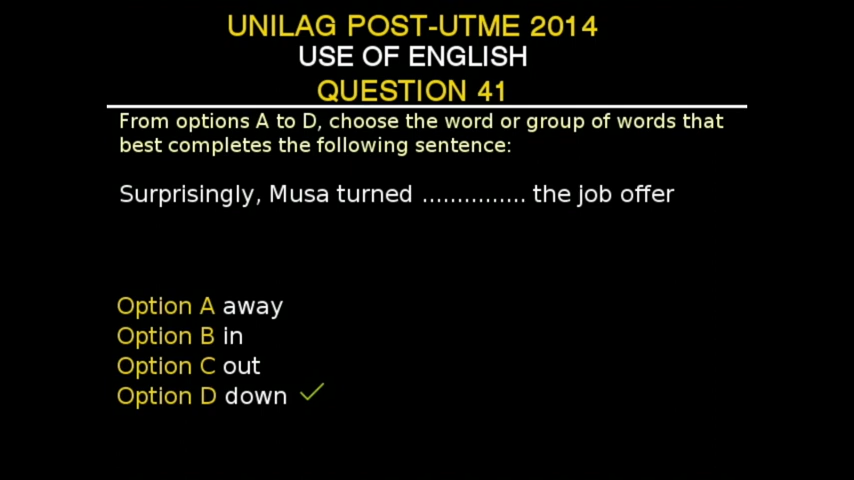 UNILAG POST-UTME 2014
USE OF ENGLISH
QUESTION 41
From options A to D, choose the word or group of words that
best completes the following sentence:
Surprisingly, Musa turned ............... the job offer
Option A away
Option B in
Option C out
Option D down